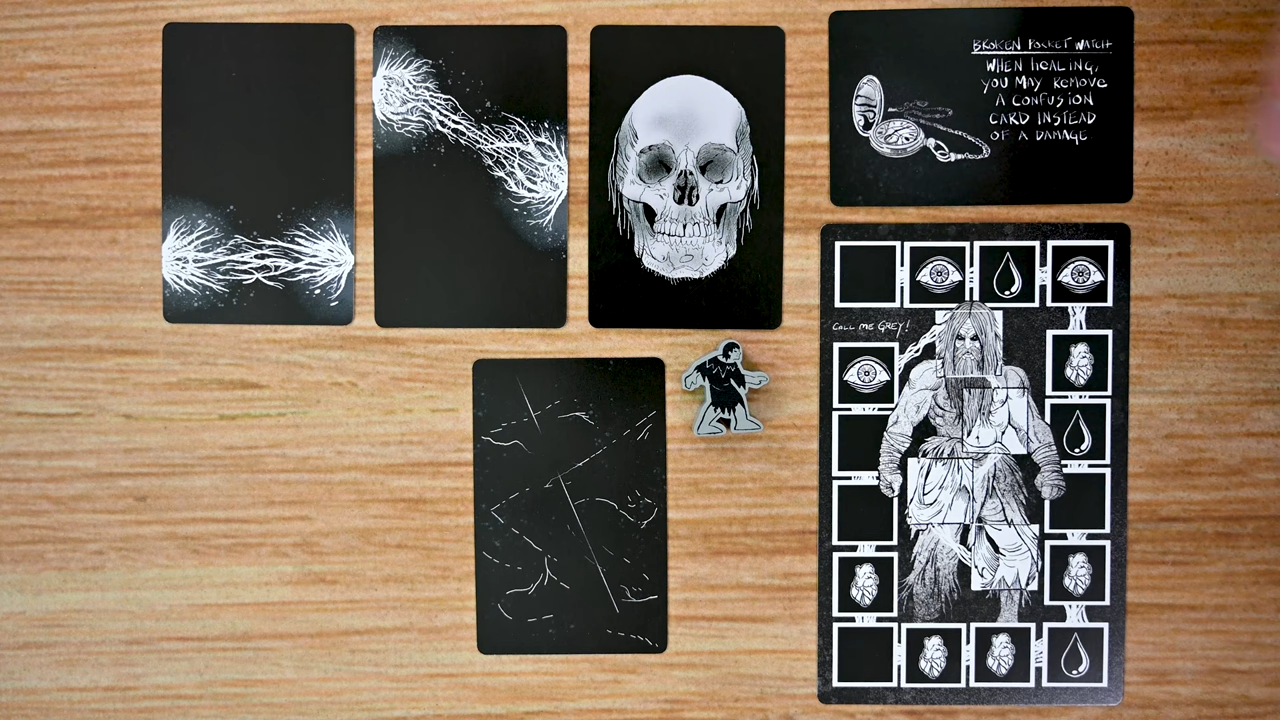 BROKEN POCKET WATCH
WHEN HEALING,
YOU MAY REMOVE
A CONFUSION
CARD INSTEAD
OF A DAMAGE
CALL ME GREY!